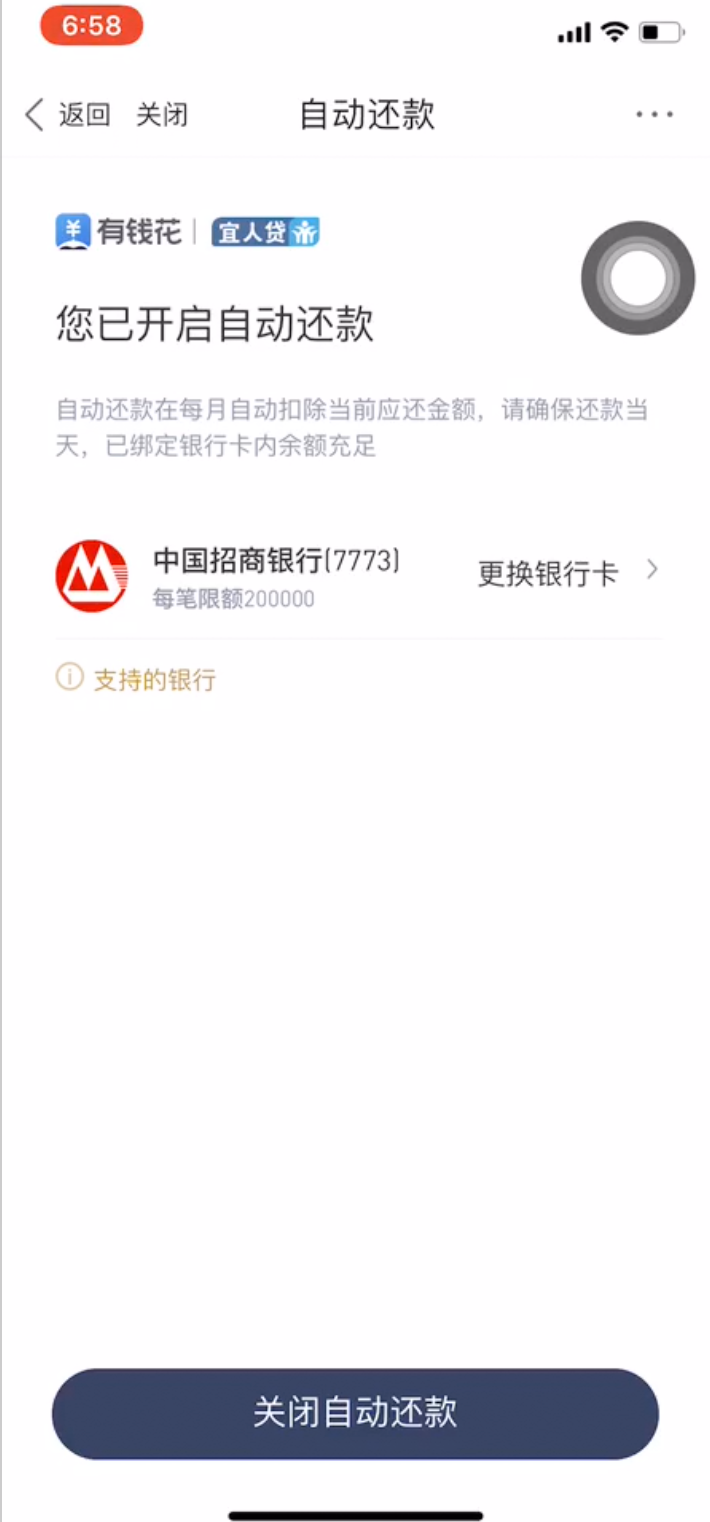 6:58
返回 关闭 自动还款
有钱花 | 宜人贷
您已开启自动还款
自动还款在每月自动扣除当前应还金额，请确保还款当
天，已绑定银行卡内余额充足
中国招商银行(7773)
每笔限额200000
更换银行卡
支持的银行
关闭自动还款